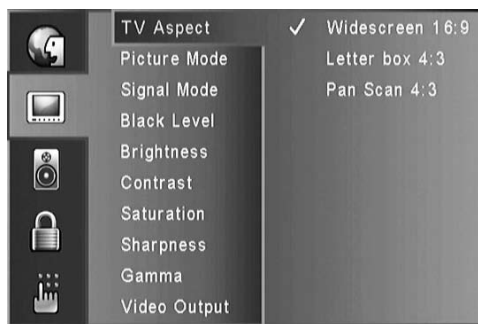 TV Aspect
Picture Mode
Signal Mode
Black Level
Brightness
Contrast
Saturation
Sharpness
Gamma
Video Output
✓ Widescreen 16:9
Letter box 4:3
Pan Scan 4:3